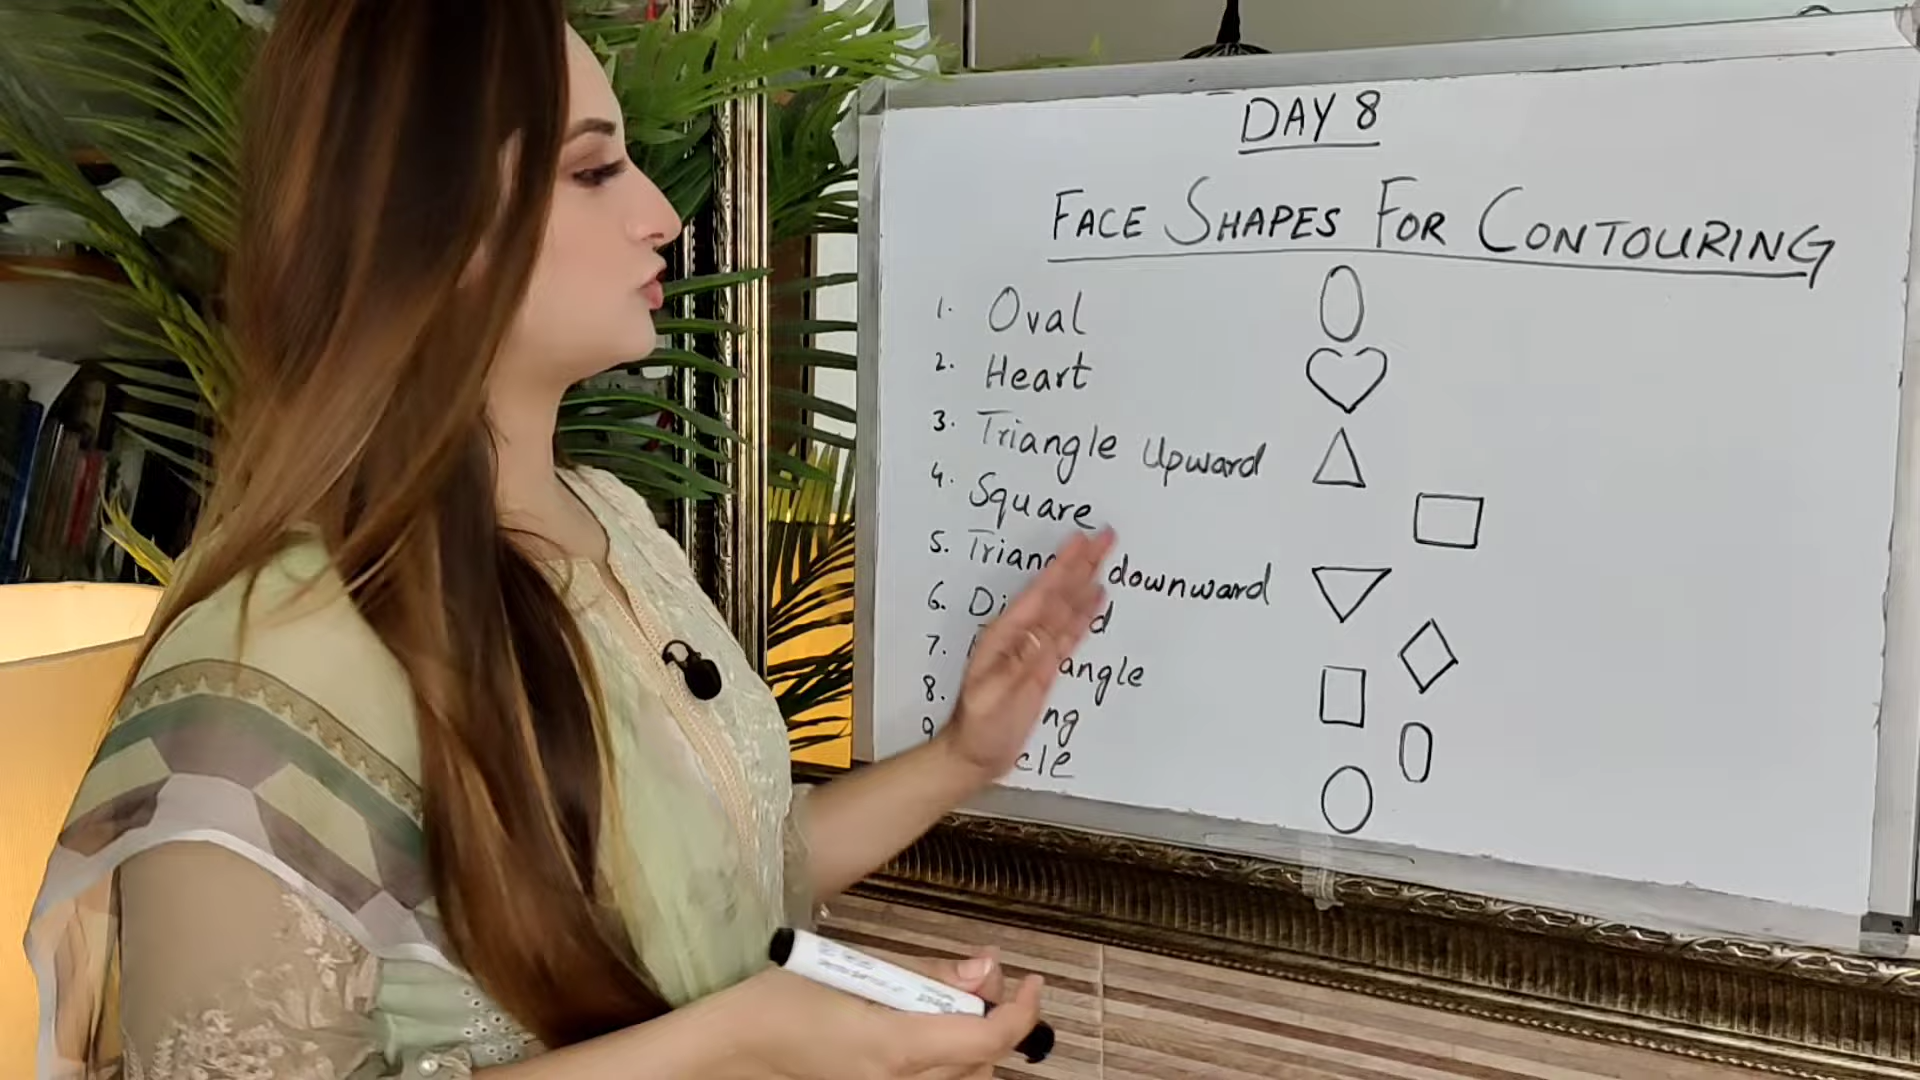 DAY 8
FACE SHAPES FOR CONTOURING
1. Oval
2. Heart
3. Triangle Upward
4. Square
5. downward
6.
7.
8.
9